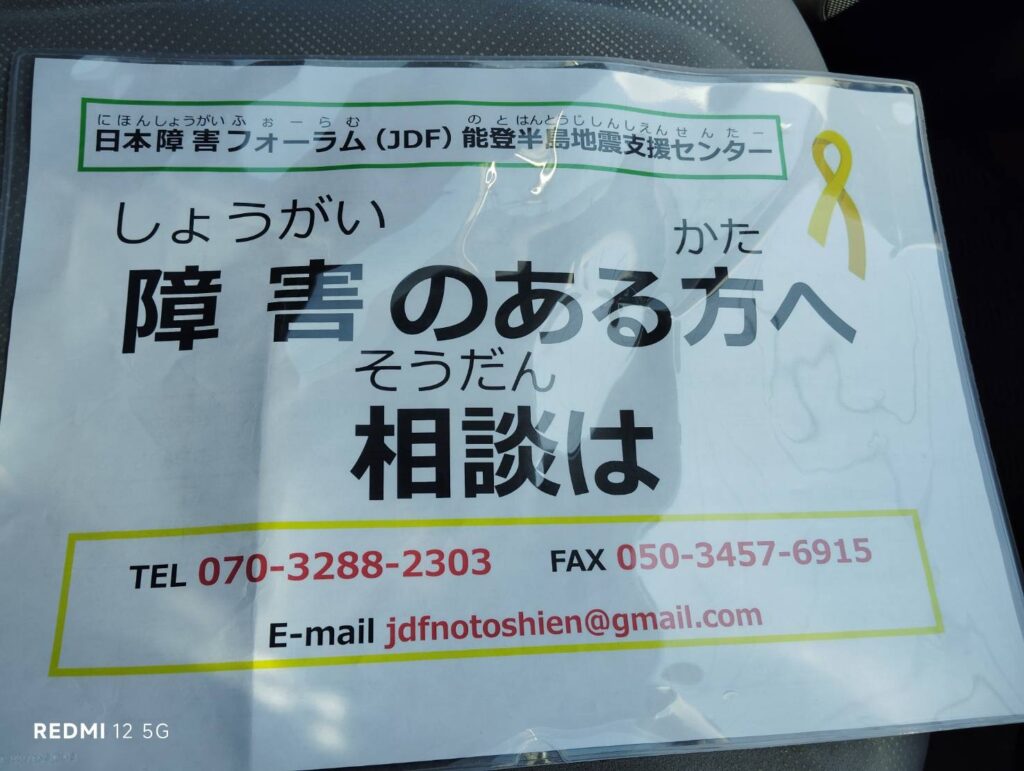 にほんしょうがいふぉーらむ のとはんとうじしんしえんせんたー
日本障害フォーラム（JDF）能登半島地震支援センター
しょうがい かた
障害のある方へ
そうだん
相談は
TEL 070-3288-2303 FAX 050-3457-6915
E-mail jdfnotoshien@gmail.com
REDMI 12 5G